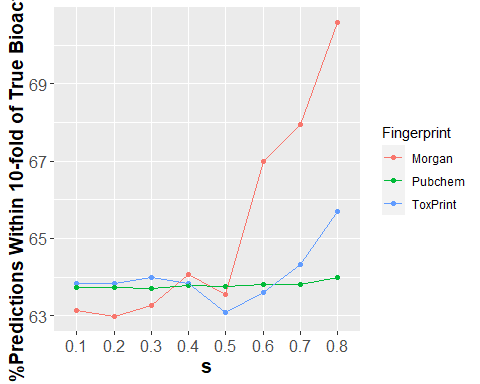 %Predictions Within 10-fold of True Bioac
69
67
65
63
0.1 0.2 0.3 0.4 0.5 0.6 0.7 0.8
s
Fingerprint
Morgan
Pubchem
ToxPrint